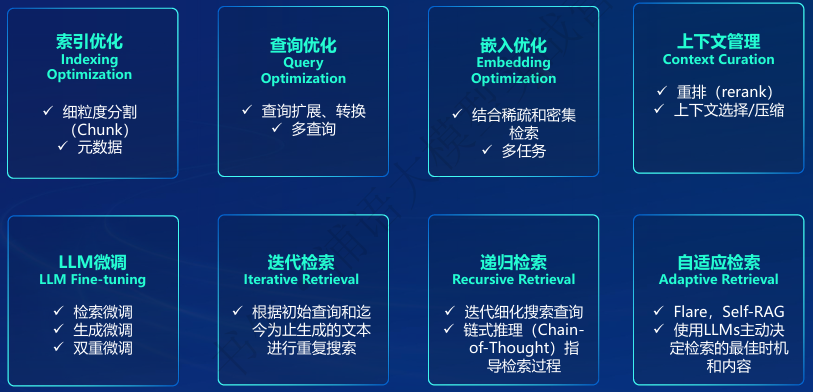 索引优化
Indexing
Optimization
✓ 细粒度分割
（Chunk）
✓ 元数据
查询优化
Query
Optimization
✓ 查询扩展、转换
✓ 多查询
嵌入优化
Embedding
Optimization
✓ 结合稀疏和密集
检索
✓ 多任务
上下文管理
Context Curation
✓ 重排（rerank）
✓ 上下文选择/压缩
LLM微调
LLM Fine-tuning
✓ 检索微调
✓ 生成微调
✓ 双重微调
迭代检索
Iterative Retrieval
✓ 根据初始查询和迄
今为止生成的文本
进行重复搜索
递归检索
Recursive Retrieval
✓ 迭代细化搜索查询
✓ 链式推理（Chain-
of-Thought）指
导检索过程
自适应检索
Adaptive Retrieval
✓ Flare，Self-RAG
✓ 使用LLMs主动决
定检索的最佳时机
和内容